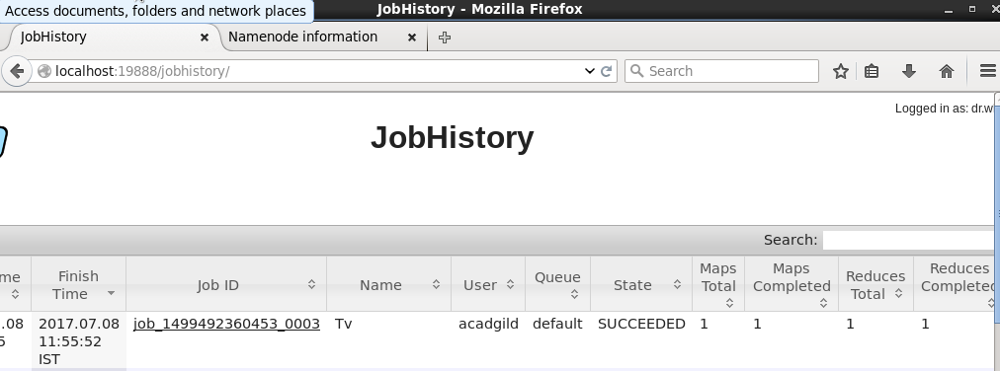 JobHistory - Mozilla Firefox
Access documents, folders and network places
JobHistory
Namenode information
localhost:19888/jobhistory/
Search
Logged in as: dr.w
JobHistory
Search:
me
Finish
Time
Job ID
Name
User
Queue
State
Maps
Total
Maps
Completed
Reduces
Total
Reduces
Completed
.08
2017.07.08
11:55:52
IST
job_1499492360453_0003
Tv
acadgild
default
SUCCEEDED
1
1
1
1